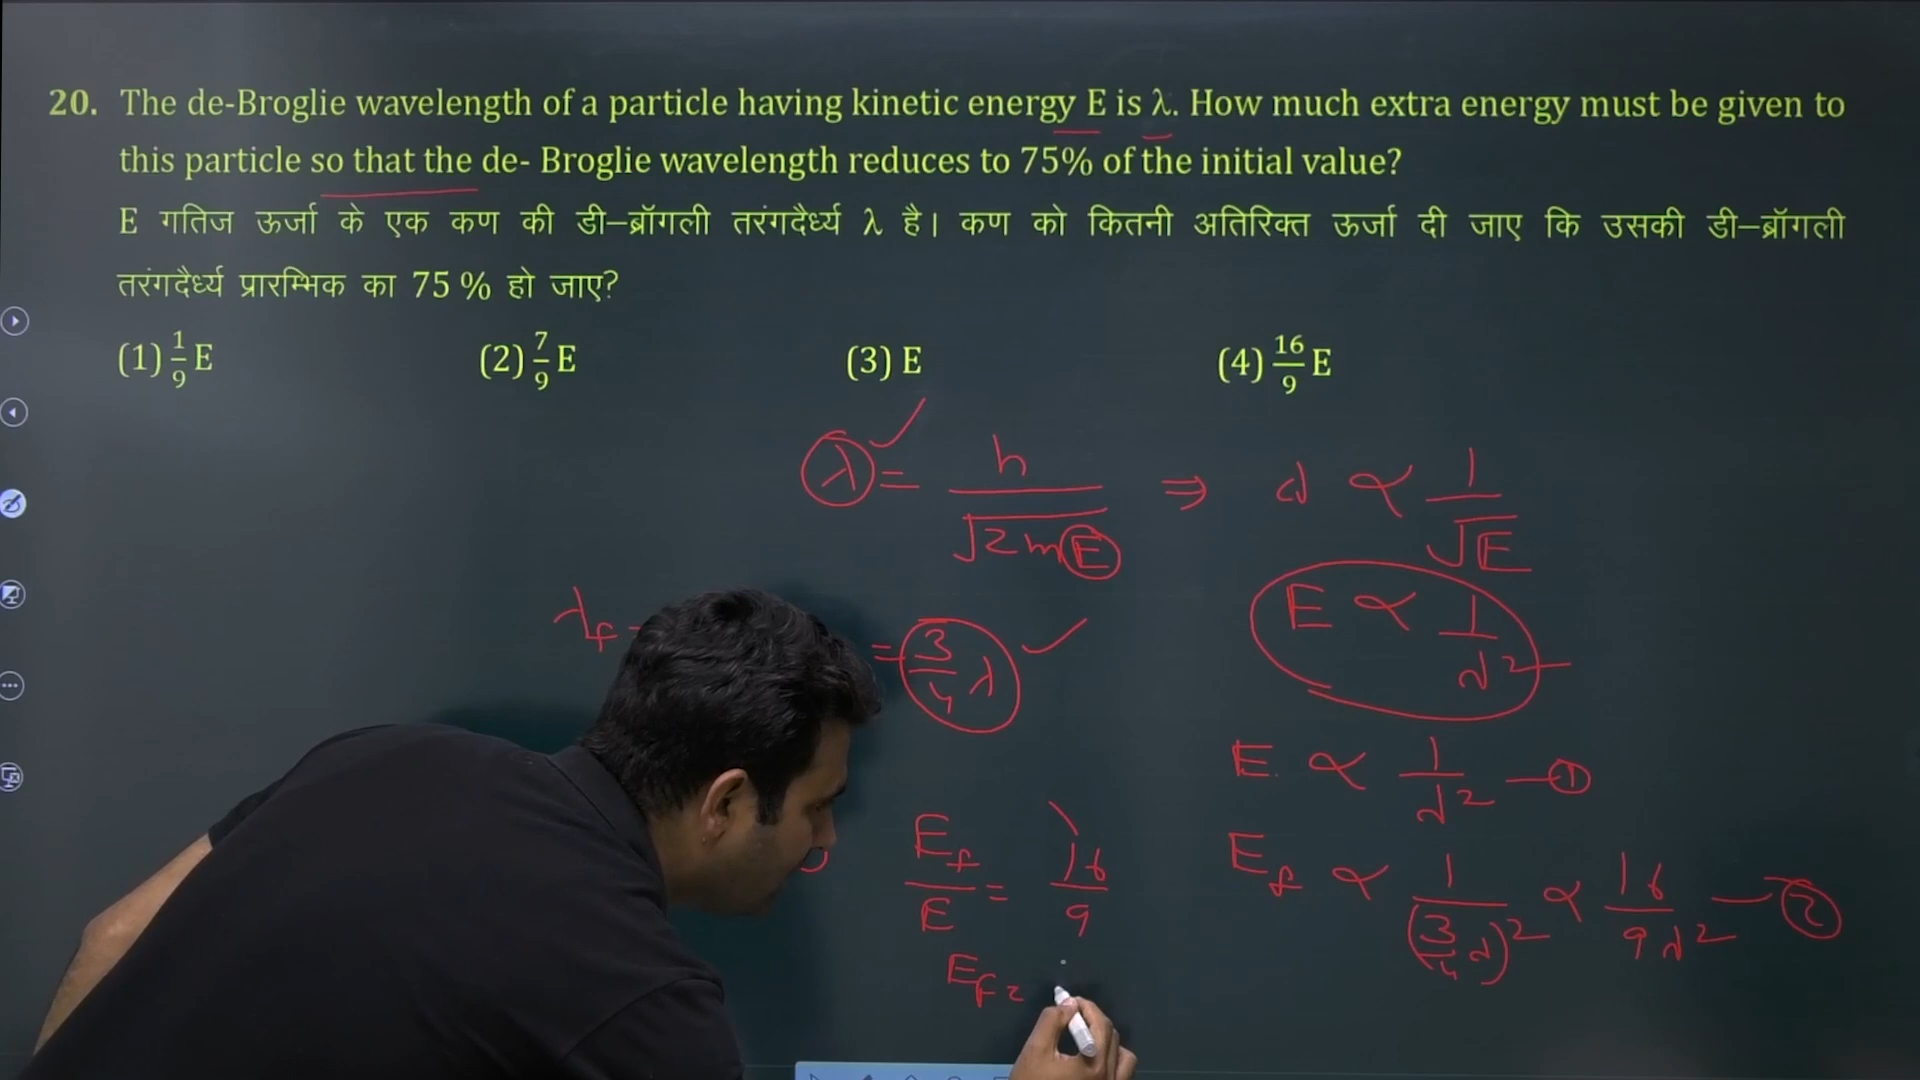 20. The de-Broglie wavelength of a particle having kinetic energy E is λ. How much extra energy must be given to
this particle so that the de- Broglie wavelength reduces to 75% of the initial value?
E गतिज ऊर्जा के एक कण की डी–ब्रॉगली तरंगदैर्ध्य λ है। कण को कितनी अतिरिक्त ऊर्जा दी जाए कि उसकी डी–ब्रॉगली
तरंगदैर्ध्य प्रारम्भिक का 75 % हो जाए?
(1) 1/9 E (2) 7/9 E (3) E (4) 16/9 E
λ = h/√2mE ⇒ λ ∝ 1/√E
λf = 3/4 λ
E ∝ 1/λ²
E ∝ 1/λ² —①
Ef/E = 16/9
Ef ∝ 1/(3/4 λ)² ∝ 16/9λ² —②
Ef =